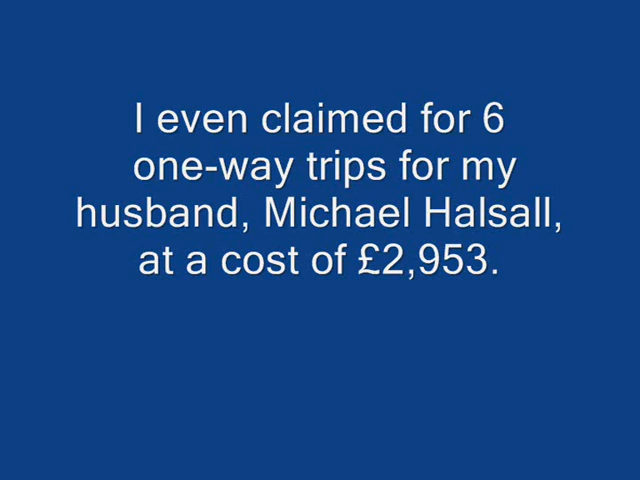 I even claimed for 6
one-way trips for my
husband, Michael Halsall,
at a cost of £2,953.